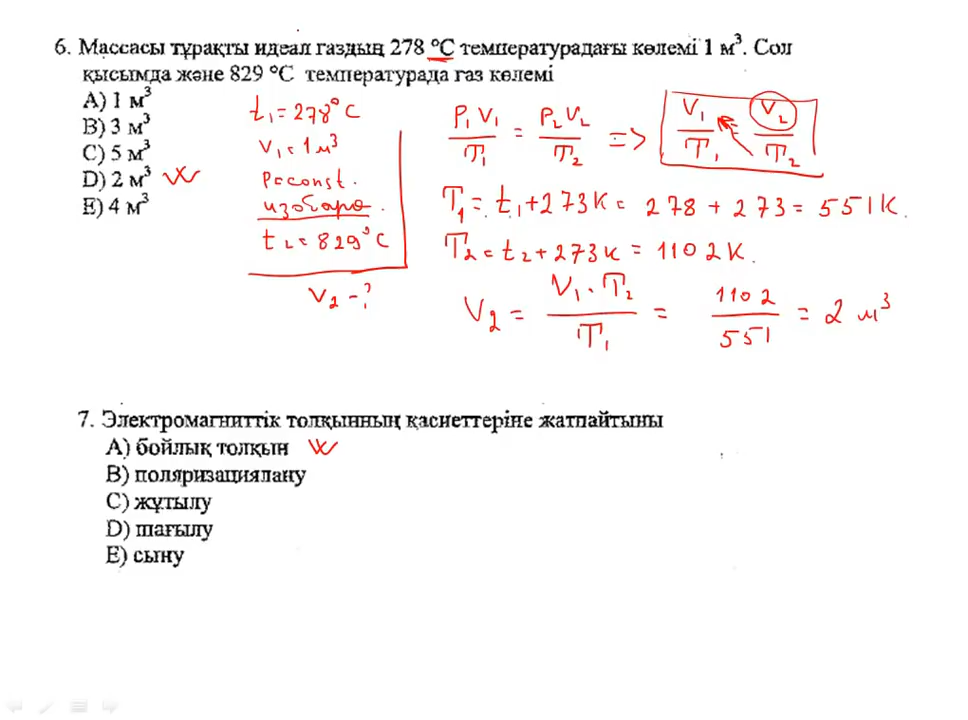 6. Массасы тұрақты идеал газдың 278 °С температурадағы көлемі 1 м³. Сол
қысымда және 829 °С температурада газ көлемі
A) 1 м³
B) 3 м³
C) 5 м³
D) 2 м³
E) 4 м³
t₁ = 278°C
V₁ = 1 м³
P = const.
изобара.
t₂ = 829°C
V₂ - ?
P₁V₁/T₁ = P₂V₂/T₂ => V₁/T₁ = V₂/T₂
T₁ = t₁ + 273K = 278 + 273 = 551K.
T₂ = t₂ + 273K = 1102K.
V₂ = V₁ · T₂/T₁ = 1102/551 = 2 м³
7. Электромагниттік толқынның қасиеттеріне жатпайтыны
A) бойлық толқын
B) поляризациялану
C) жұтылу
D) шағылу
E) сыну